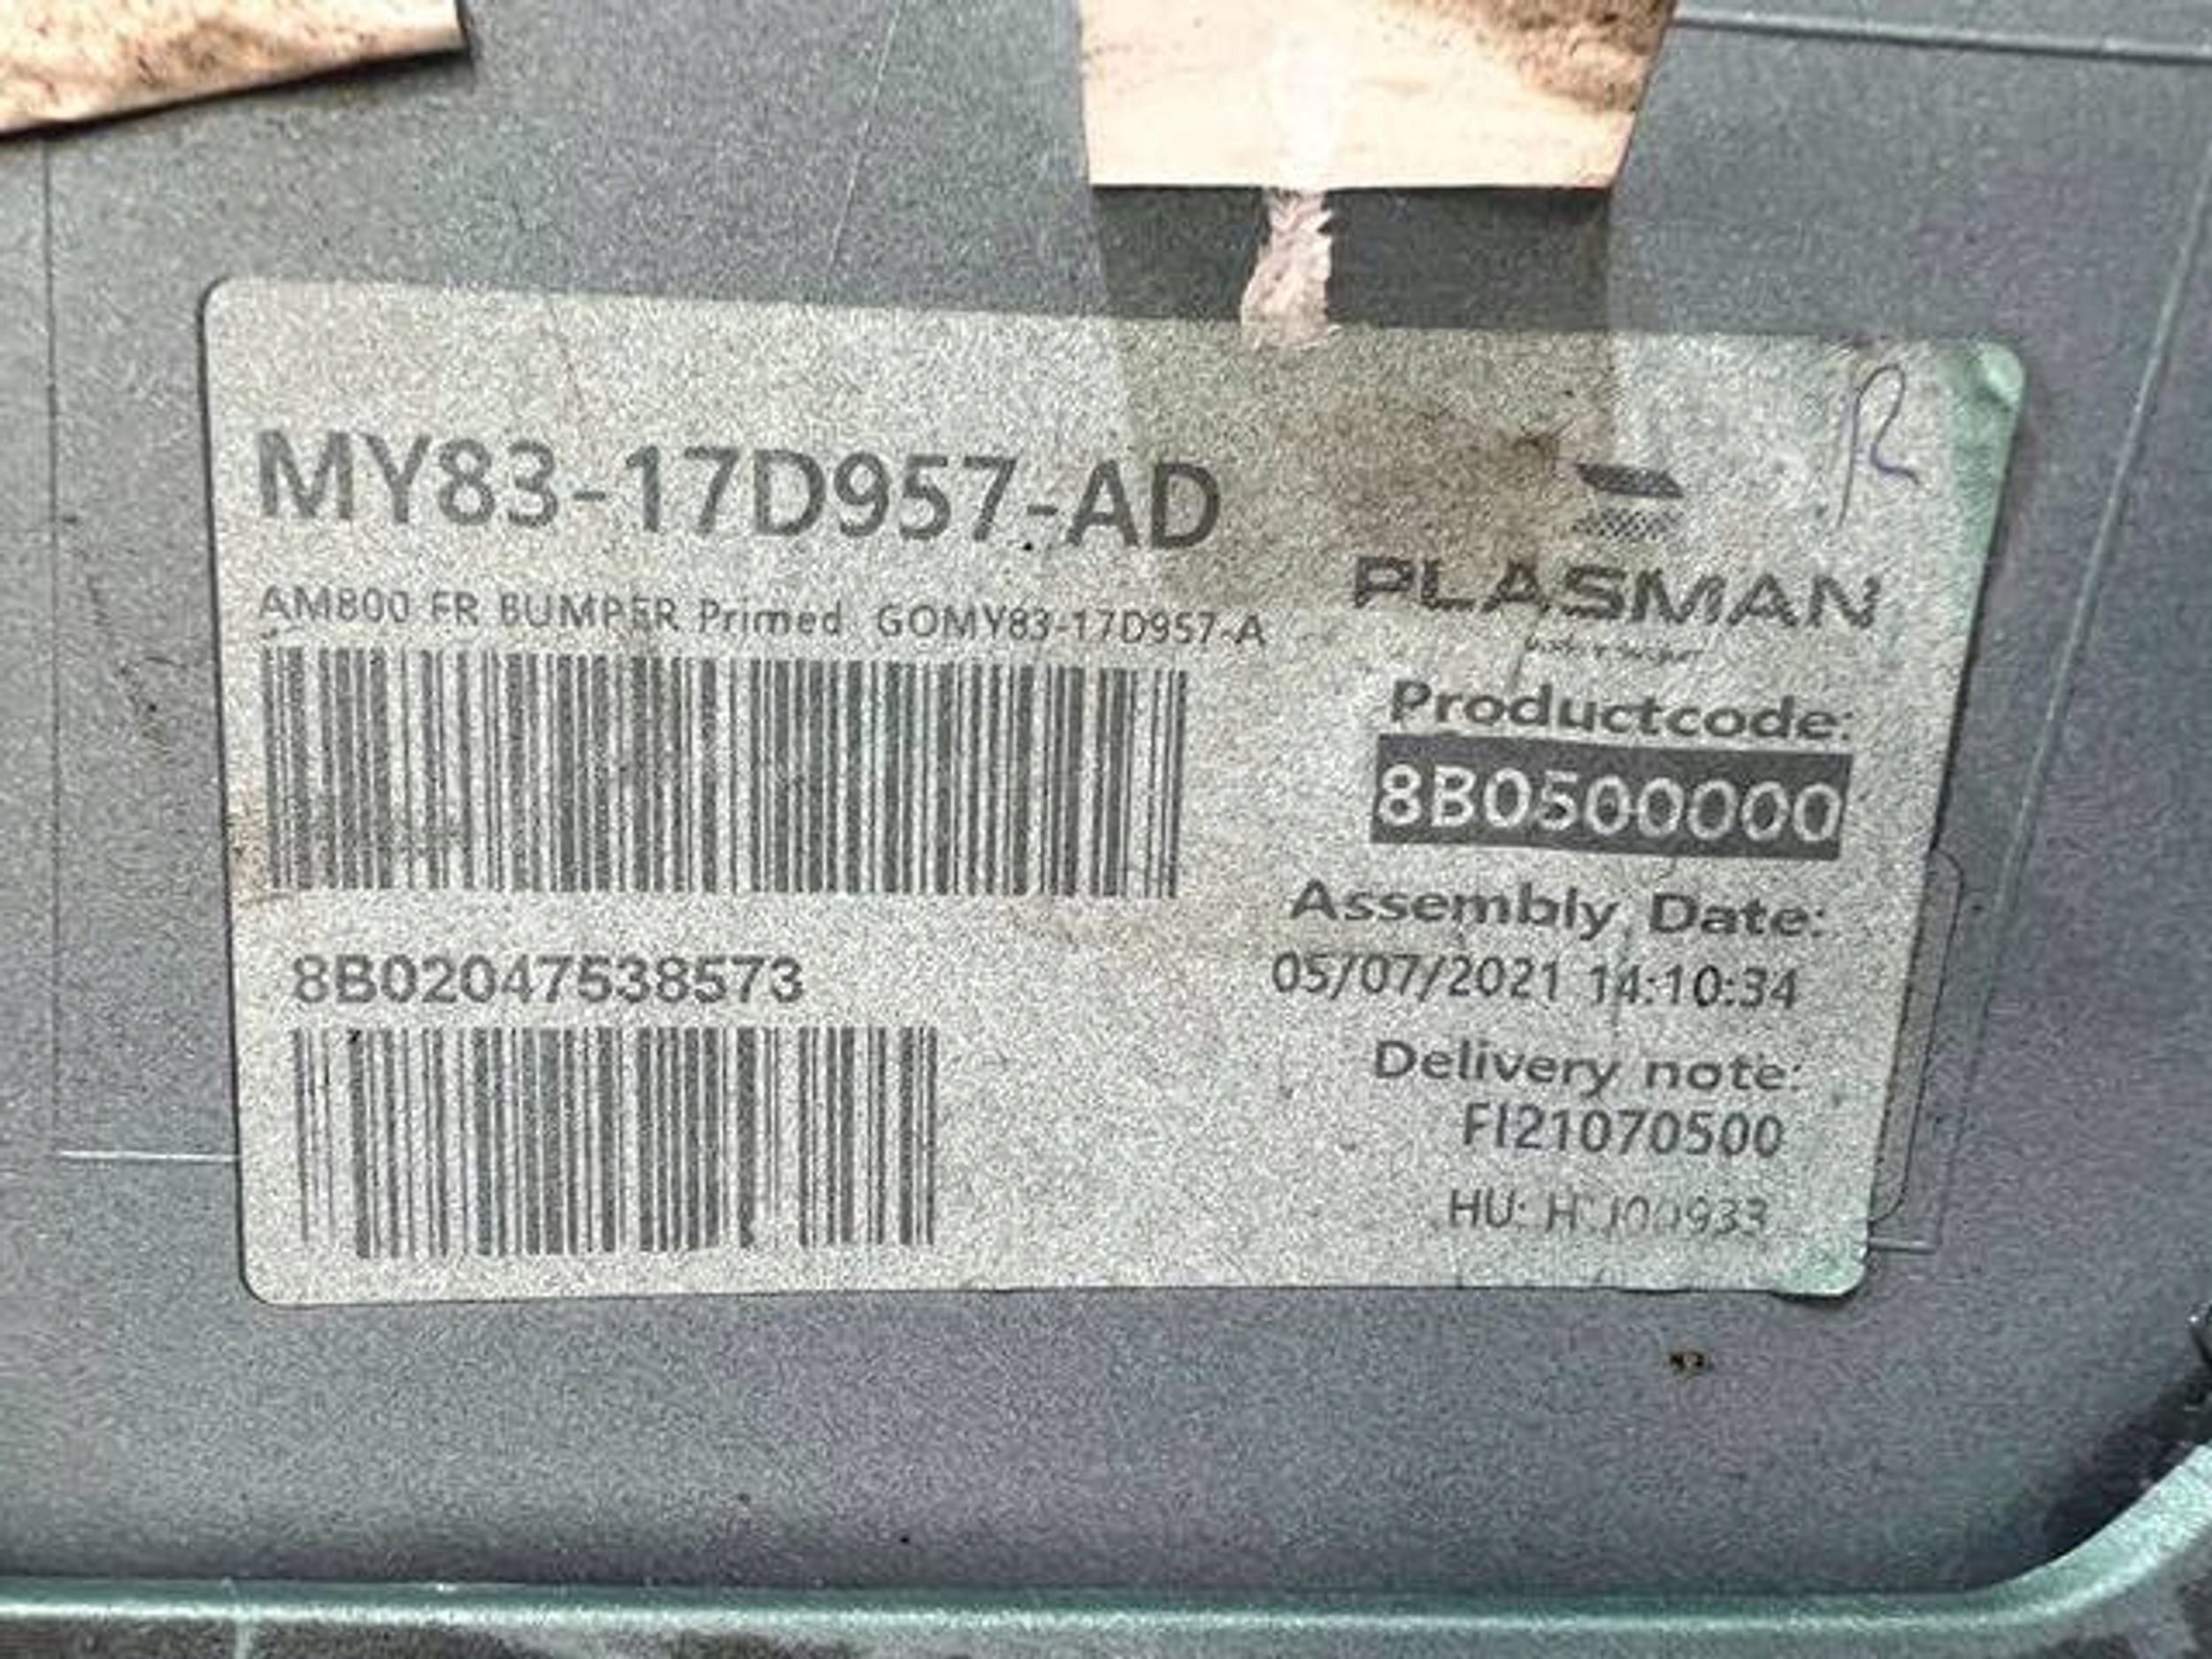 MY83-17D957-AD
AM800 FR BUMPER Primed GOMY83-17D957-A
8B02047538573
R
PLASMAN
Productcode:
8B0500000
Assembly Date:
05/07/2021 14:10:34
Delivery note:
FI21070500
HU: